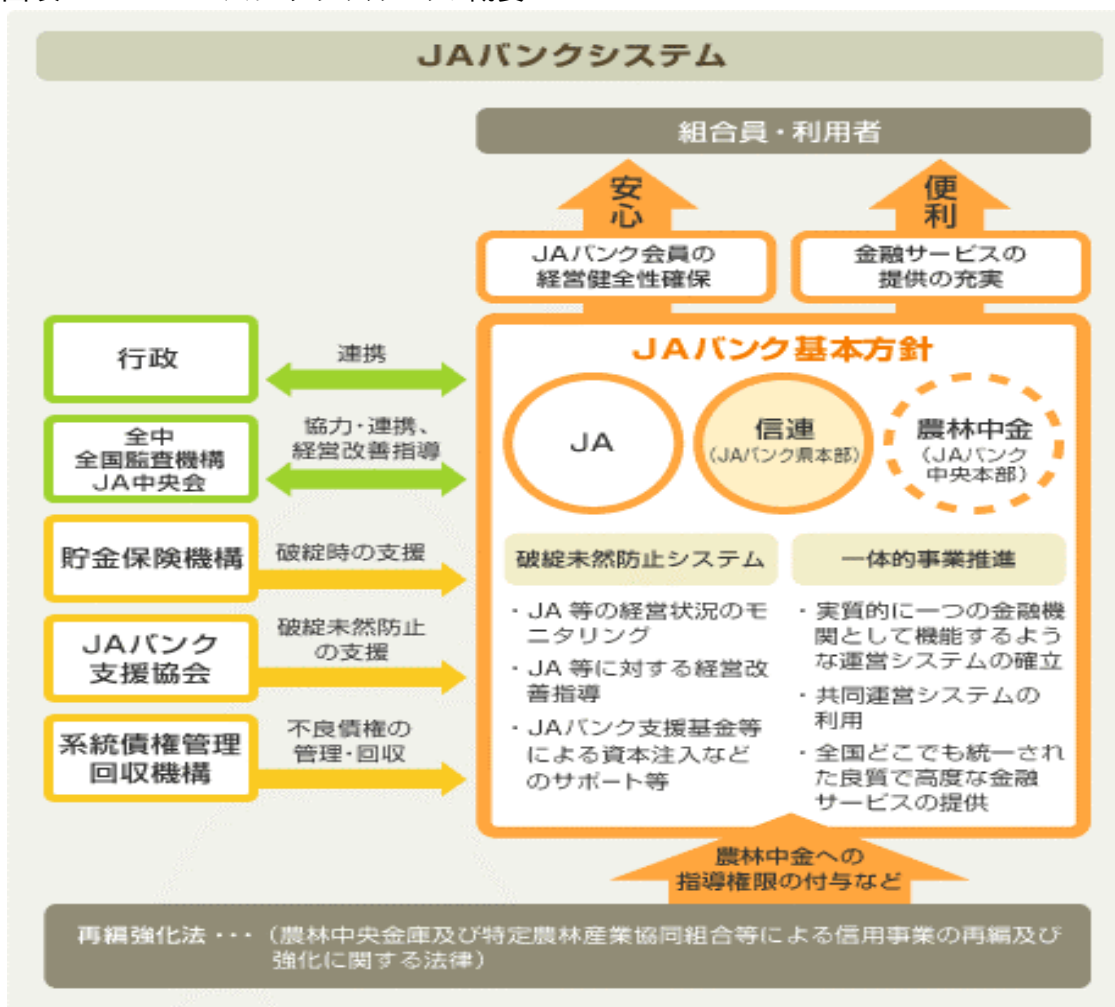 JAバンクシステム
組合員・利用者
安心
便利
JAバンク会員の
経営健全性確保
金融サービスの
提供の充実
行政
連携
全中
全国監査機構
JA中央会
協力・連携、
経営改善指導
貯金保険機構
破綻時の支援
JAバンク
支援協会
破綻未然防止
の支援
系統債権管理
回収機構
不良債権の
管理・回収
JAバンク基本方針
JA
信連
(JAバンク県本部)
農林中金
(JAバンク
中央本部)
破綻未然防止システム
・JA 等の経営状況のモ
ニタリング
・JA 等に対する経営改
善指導
・JAバンク支援基金等
による資本注入など
のサポート等
一体的事業推進
・実質的に一つの金融機
関として機能するよう
な運営システムの確立
・共同運営システムの
利用
・全国どこでも統一され
た良質で高度な金融
サービスの提供
農林中金への
指導権限の付与など
再編強化法・・・(農林中央金庫及び特定農林産業協同組合等による信用事業の再編及び
強化に関する法律)